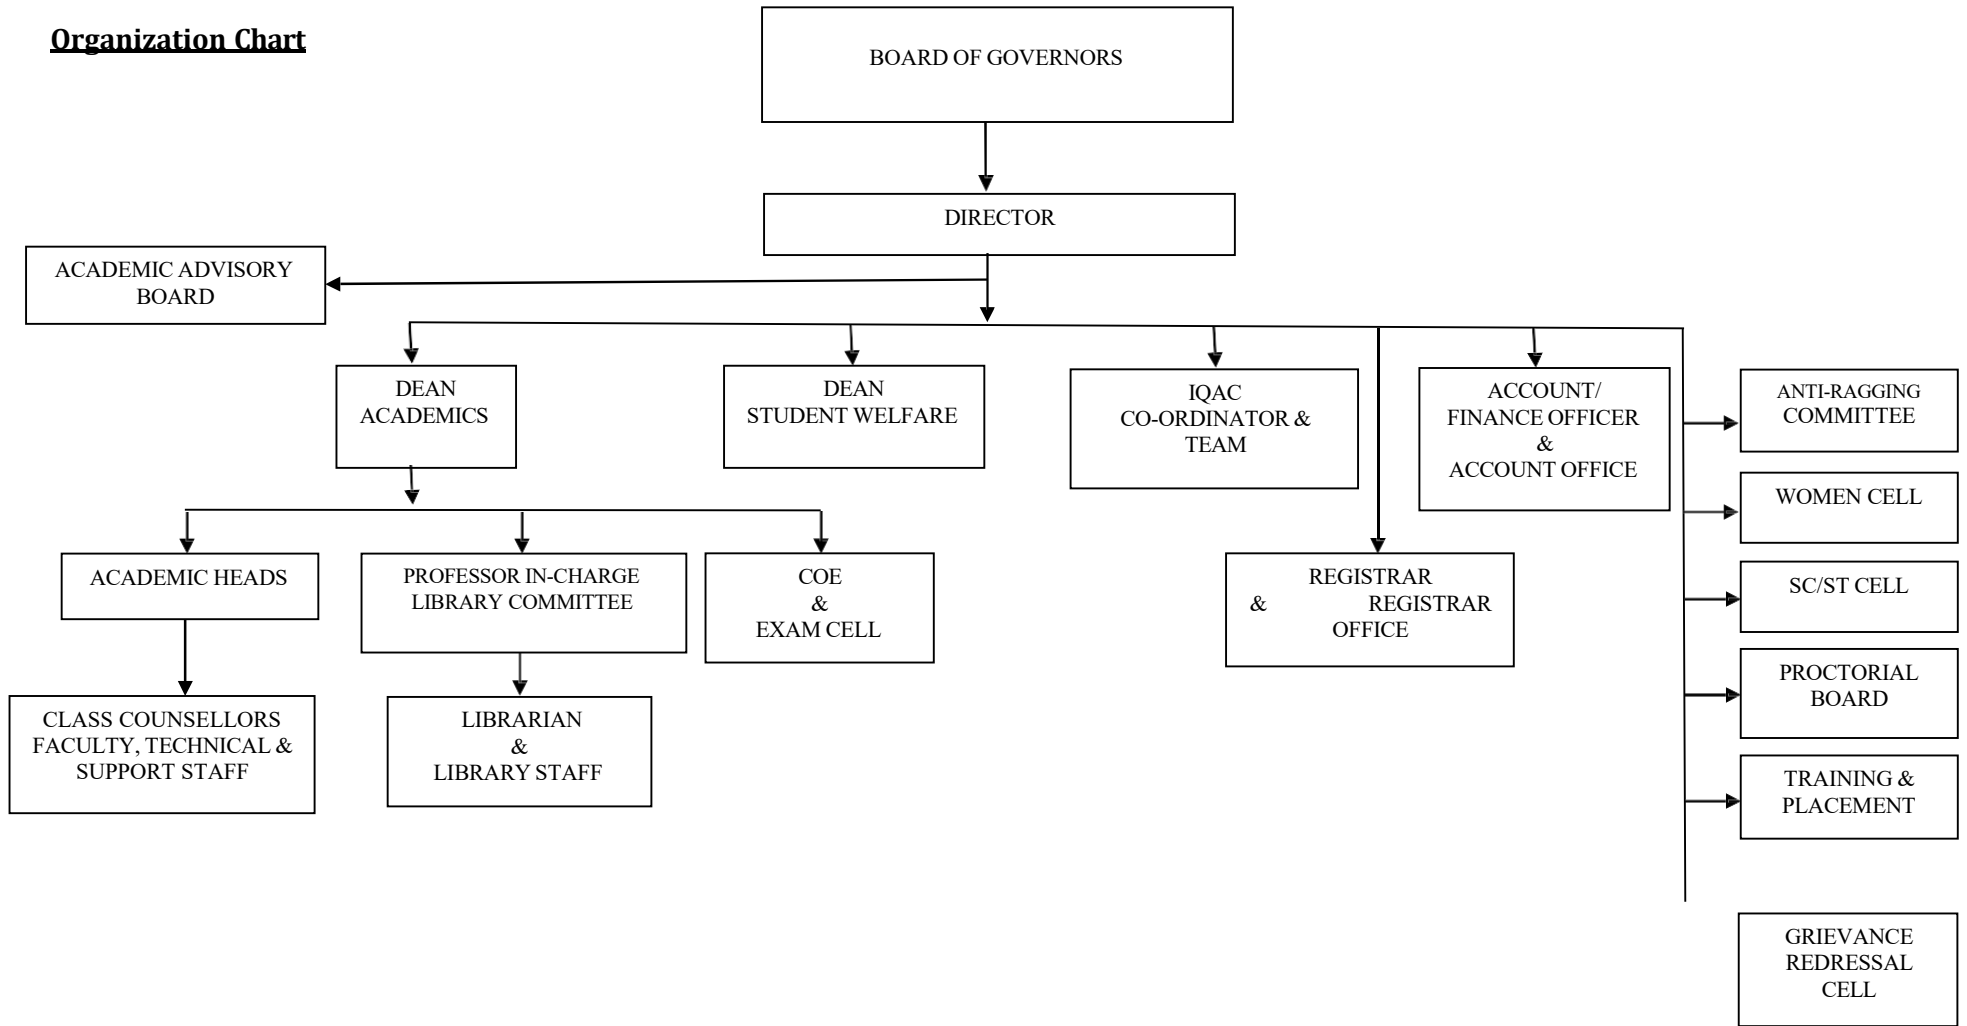 Organization Chart
BOARD OF GOVERNORS
DIRECTOR
ACADEMIC ADVISORY
BOARD
DEAN
ACADEMICS
DEAN
STUDENT WELFARE
IQAC
CO-ORDINATOR &
TEAM
ACCOUNT/
FINANCE OFFICER
&
ACCOUNT OFFICE
ANTI-RAGGING
COMMITTEE
WOMEN CELL
SC/ST CELL
PROCTORIAL
BOARD
TRAINING &
PLACEMENT
GRIEVANCE
REDRESSAL
CELL
ACADEMIC HEADS
PROFESSOR IN-CHARGE
LIBRARY COMMITTEE
COE
&
EXAM CELL
REGISTRAR
& REGISTRAR
OFFICE
CLASS COUNSELLORS
FACULTY, TECHNICAL &
SUPPORT STAFF
LIBRARIAN
&
LIBRARY STAFF